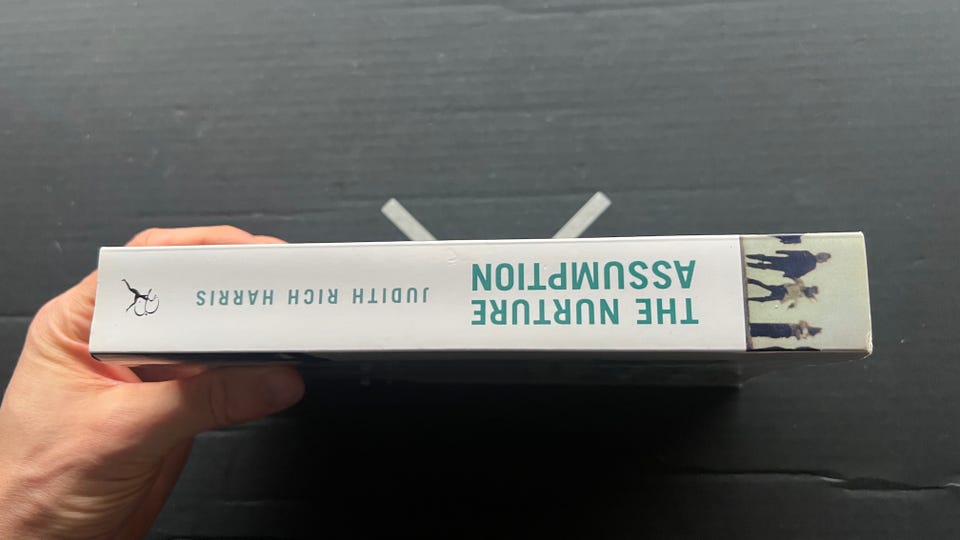 THE NURTURE
ASSUMPTION
JUDITH RICH HARRIS